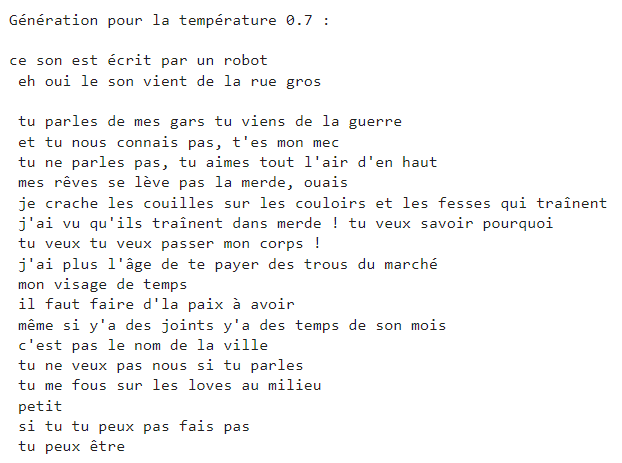 Génération pour la température 0.7 :
ce son est écrit par un robot
eh oui le son vient de la rue gros
tu parles de mes gars tu viens de la guerre
et tu nous connais pas, t'es mon mec
tu ne parles pas, tu aimes tout l'air d'en haut
mes rêves se lève pas la merde, ouais
je crache les couilles sur les couloirs et les fesses qui traînent
j'ai vu qu'ils traînent dans merde ! tu veux savoir pourquoi
tu veux tu veux passer mon corps !
j'ai plus l'âge de te payer des trous du marché
mon visage de temps
il faut faire d'la paix à avoir
même si y'a des joints y'a des temps de son mois
c'est pas le nom de la ville
tu ne veux pas nous si tu parles
tu me fous sur les loves au milieu
petit
si tu tu peux pas fais pas
tu peux être